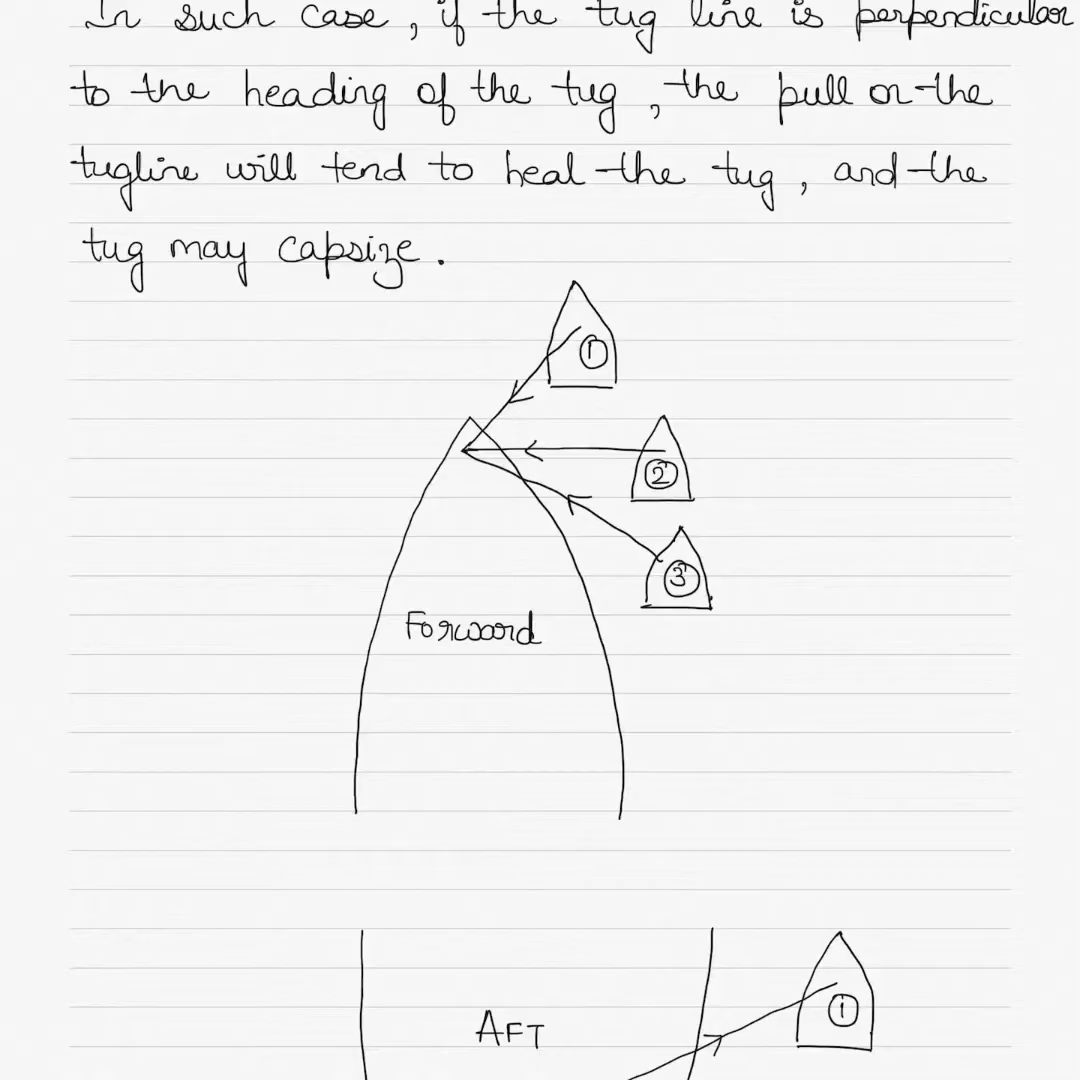 In such case, if the tug line is perpendicular
to the heading of the tug, the pull on the
tugline will tend to heal the tug, and the
tug may capsize.
1
2
3
Forward
AFT
1